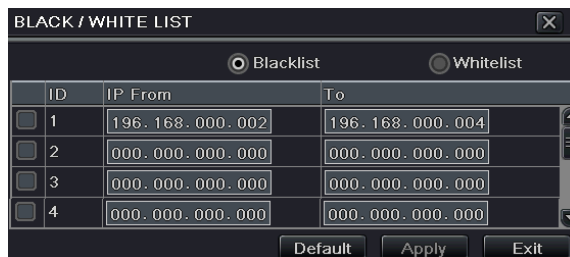 BLACK / WHITE LIST
Blacklist Whitelist
ID IP From To
1 196.168.000.002 196.168.000.004
2 000.000.000.000 000.000.000.000
3 000.000.000.000 000.000.000.000
4 000.000.000.000 000.000.000.000
Default Apply Exit